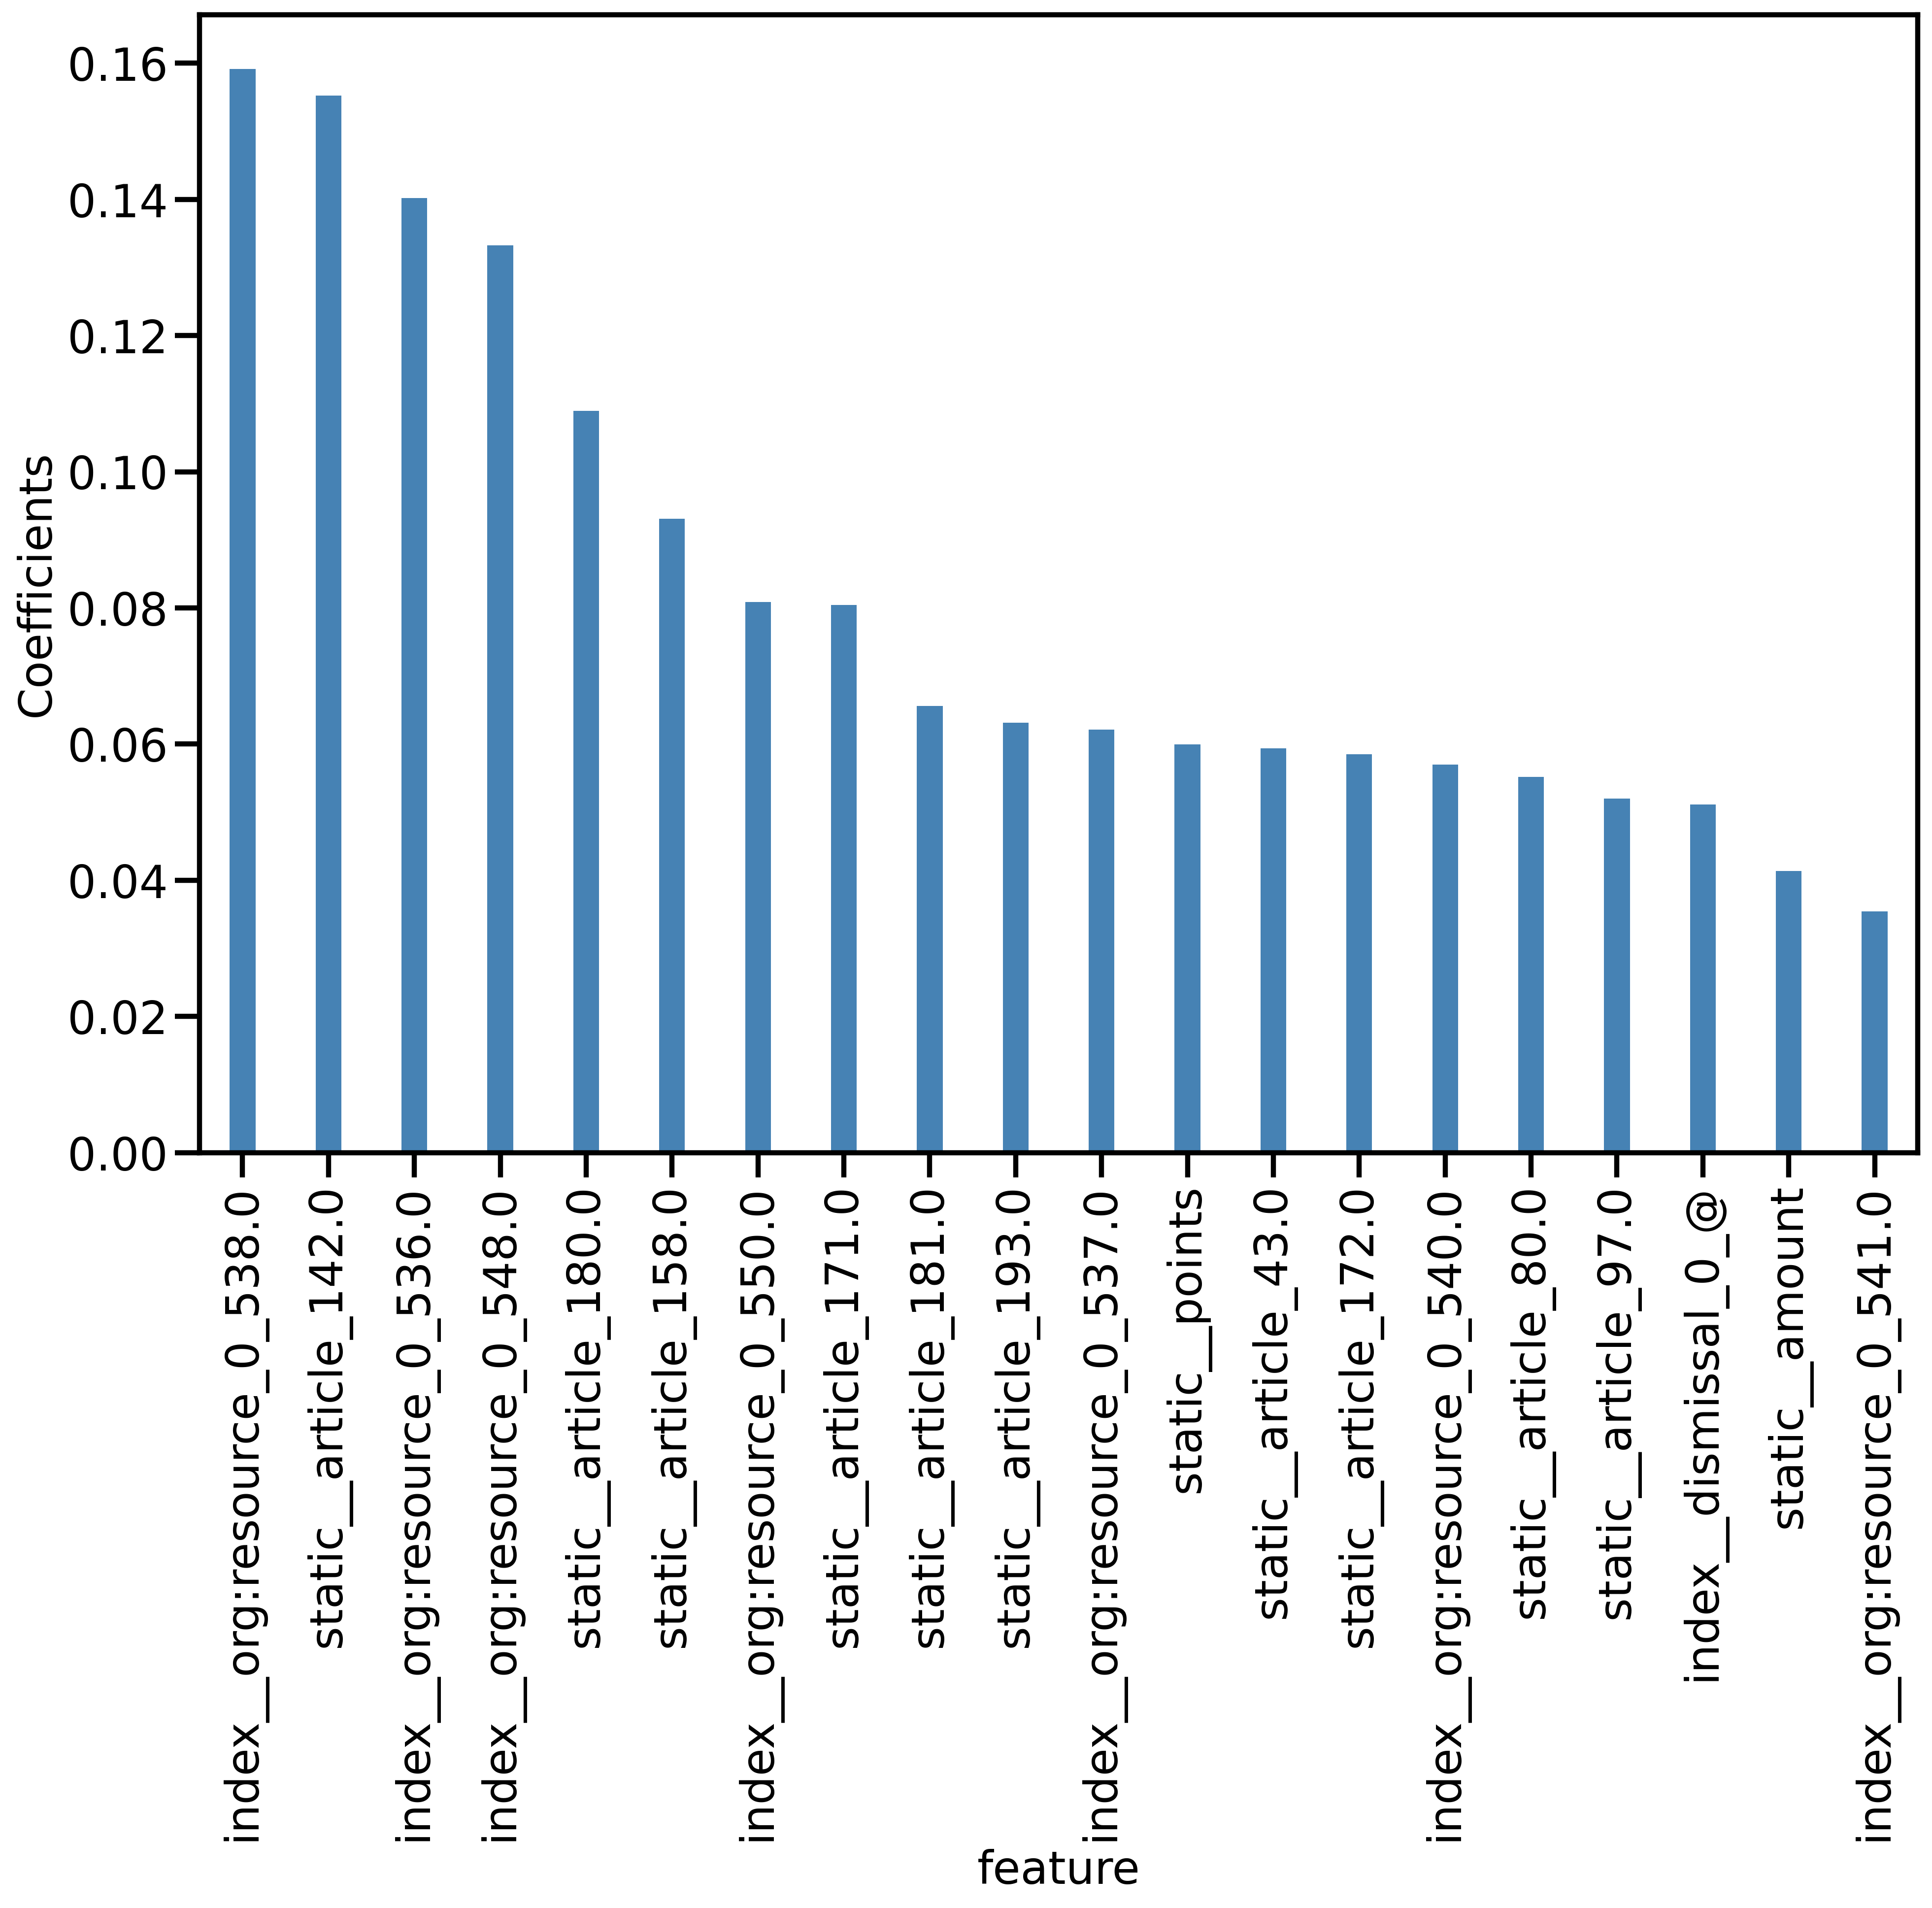 0.16
0.14
0.12
0.10
0.08
0.06
0.04
0.02
0.00
Coefficients
index__org:resource_0_538.0
static__article_142.0
index__org:resource_0_536.0
index__org:resource_0_548.0
static__article_180.0
static__article_158.0
index__org:resource_0_550.0
static__article_171.0
static__article_181.0
static__article_193.0
index__org:resource_0_537.0
static__points
static__article_43.0
static__article_172.0
index__org:resource_0_540.0
static__article_80.0
static__article_97.0
index__dismissal_0_@
static__amount
index__org:resource_0_541.0
feature